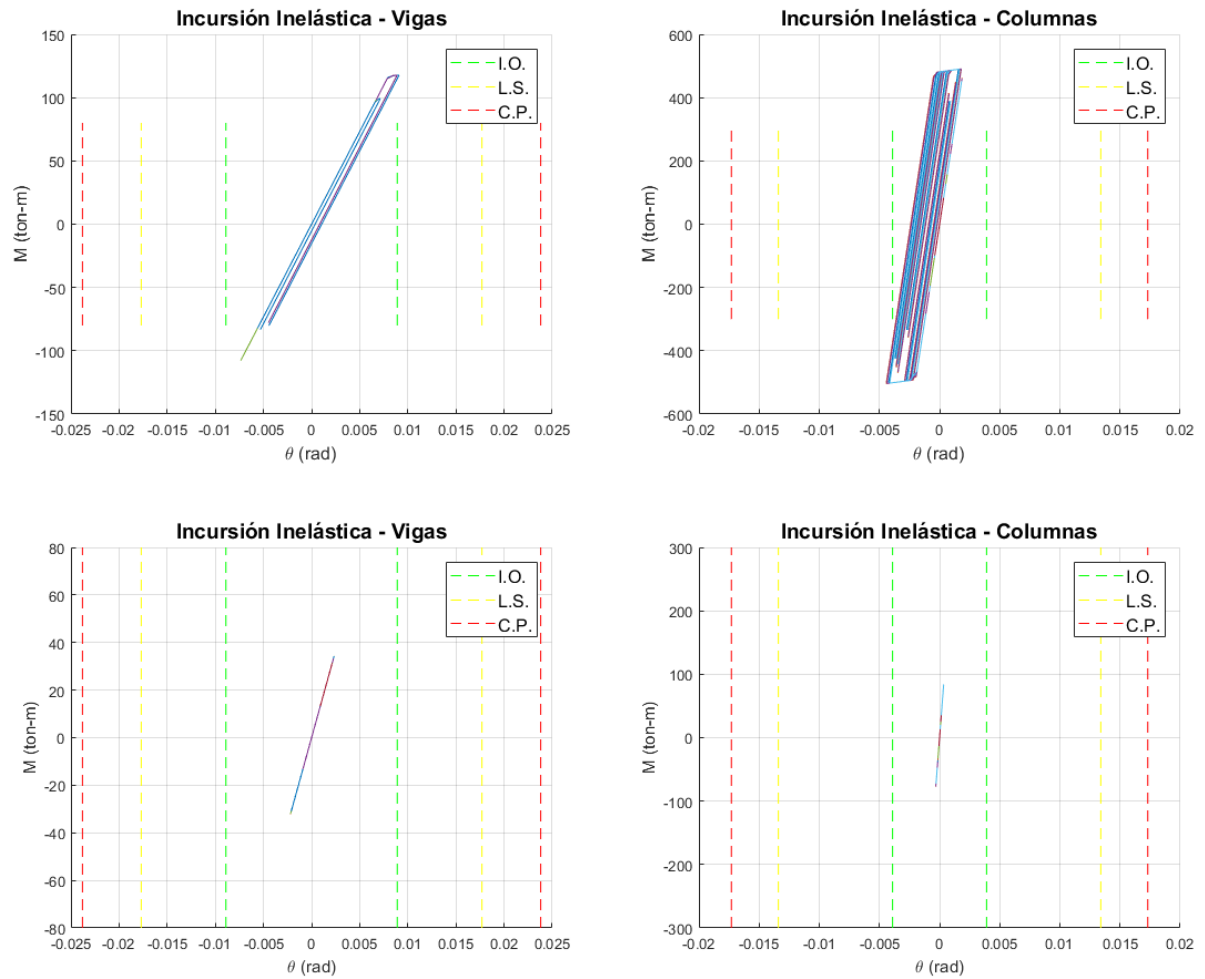 Incursión Inelástica - Vigas
150
100
50
0
-50
-100
-150
M (ton-m)
-0.025 -0.02 -0.015 -0.01 -0.005 0 0.005 0.01 0.015 0.02 0.025
θ (rad)
I.O.
L.S.
C.P.
Incursión Inelástica - Columnas
600
400
200
0
-200
-400
-600
M (ton-m)
-0.02 -0.015 -0.01 -0.005 0 0.005 0.01 0.015 0.02
θ (rad)
I.O.
L.S.
C.P.
Incursión Inelástica - Vigas
80
60
40
20
0
-20
-40
-60
-80
M (ton-m)
-0.025 -0.02 -0.015 -0.01 -0.005 0 0.005 0.01 0.015 0.02 0.025
θ (rad)
I.O.
L.S.
C.P.
Incursión Inelástica - Columnas
300
200
100
0
-100
-200
-300
M (ton-m)
-0.02 -0.015 -0.01 -0.005 0 0.005 0.01 0.015 0.02
θ (rad)
I.O.
L.S.
C.P.